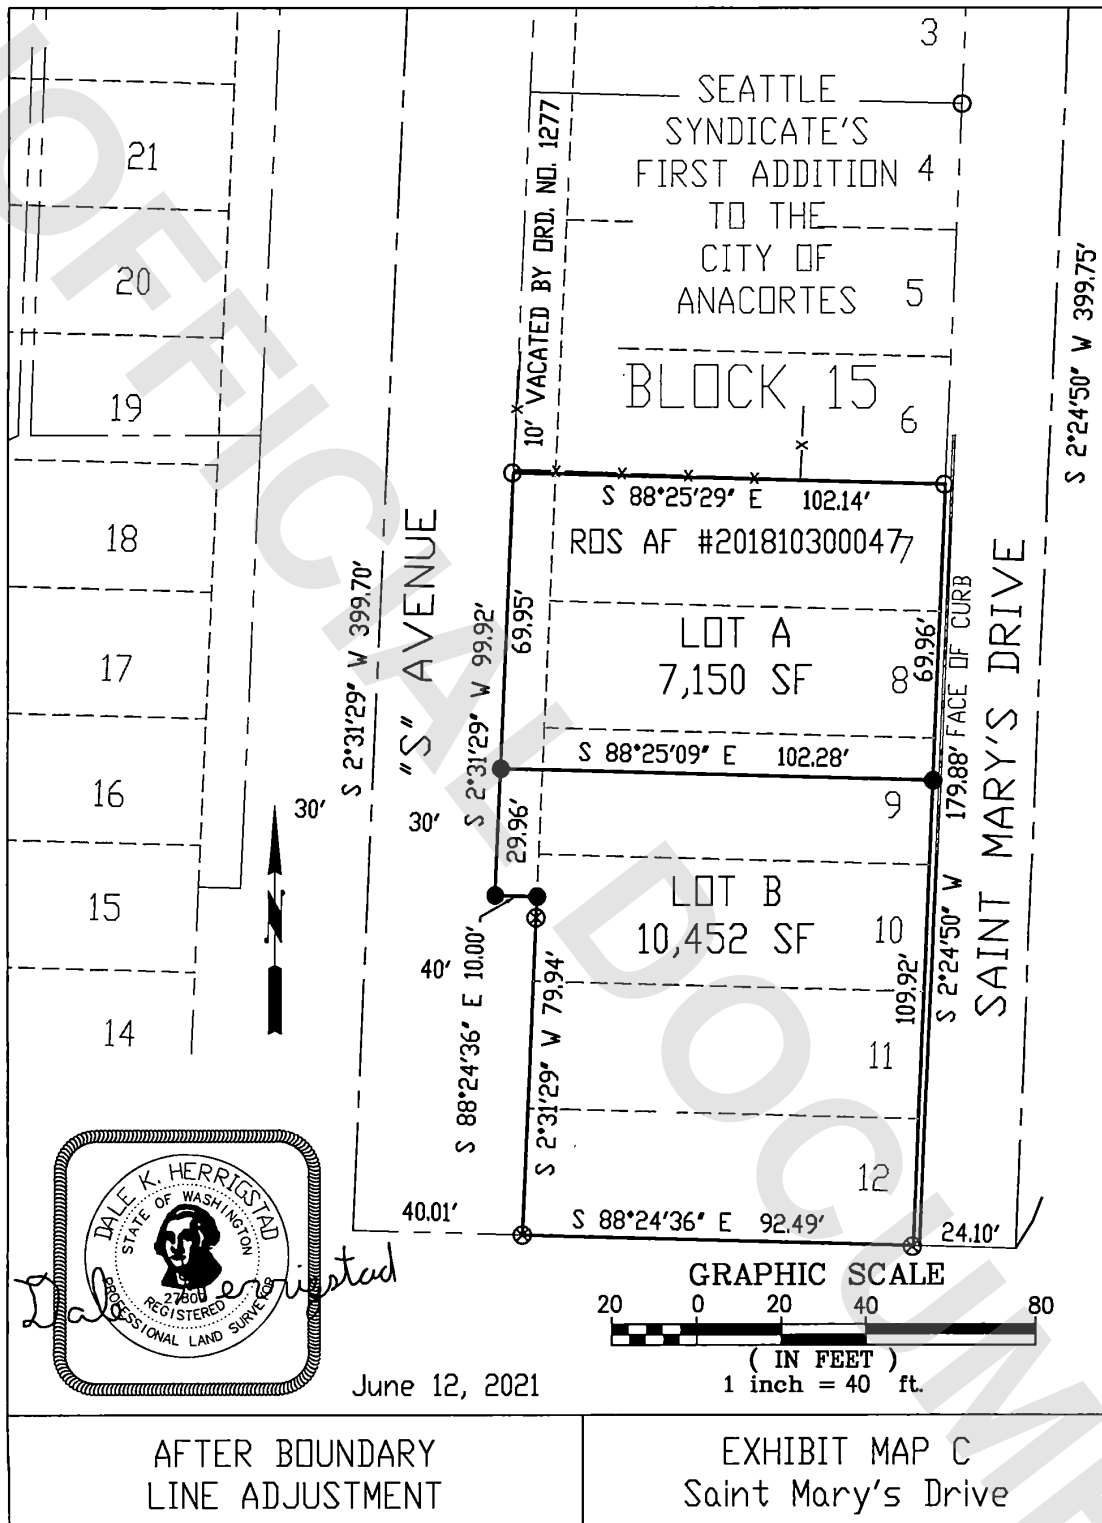 3
SEATTLE
SYNDICATE'S
FIRST ADDITION
TO THE
CITY OF
ANACORTES
4
5
BLOCK 15
6
21
20
19
18
17
16
15
14
10' VACATED BY ORD. NO. 1277
S 2°24'50" W 399.75'
S 88°25'29" E 102.14'
ROS AF #201810300047
7
"S" AVENUE
S 2°31'29" W 399.70'
S 2°31'29" W 99.92'
69.95'
LOT A
7,150 SF
8
69.96'
179.88' FACE OF CURB
SAINT MARY'S DRIVE
S 88°25'09" E 102.28'
30'
30'
29.96'
9
LOT B
10,452 SF
10
109.92'
S 2°24'50" W
40'
S 88°24'36" E 10.00'
S 2°31'29" W 79.94'
11
12
40.01'
S 88°24'36" E 92.49'
24.10'
N
DALE K. HERRIGSTAD
STATE OF WASHINGTON
REGISTERED
PROFESSIONAL LAND SURVEYOR
GRAPHIC SCALE
20 0 20 40 80
( IN FEET )
1 inch = 40 ft.
June 12, 2021
AFTER BOUNDARY
LINE ADJUSTMENT
EXHIBIT MAP C
Saint Mary's Drive
UNOFFICIAL DOCUMENT